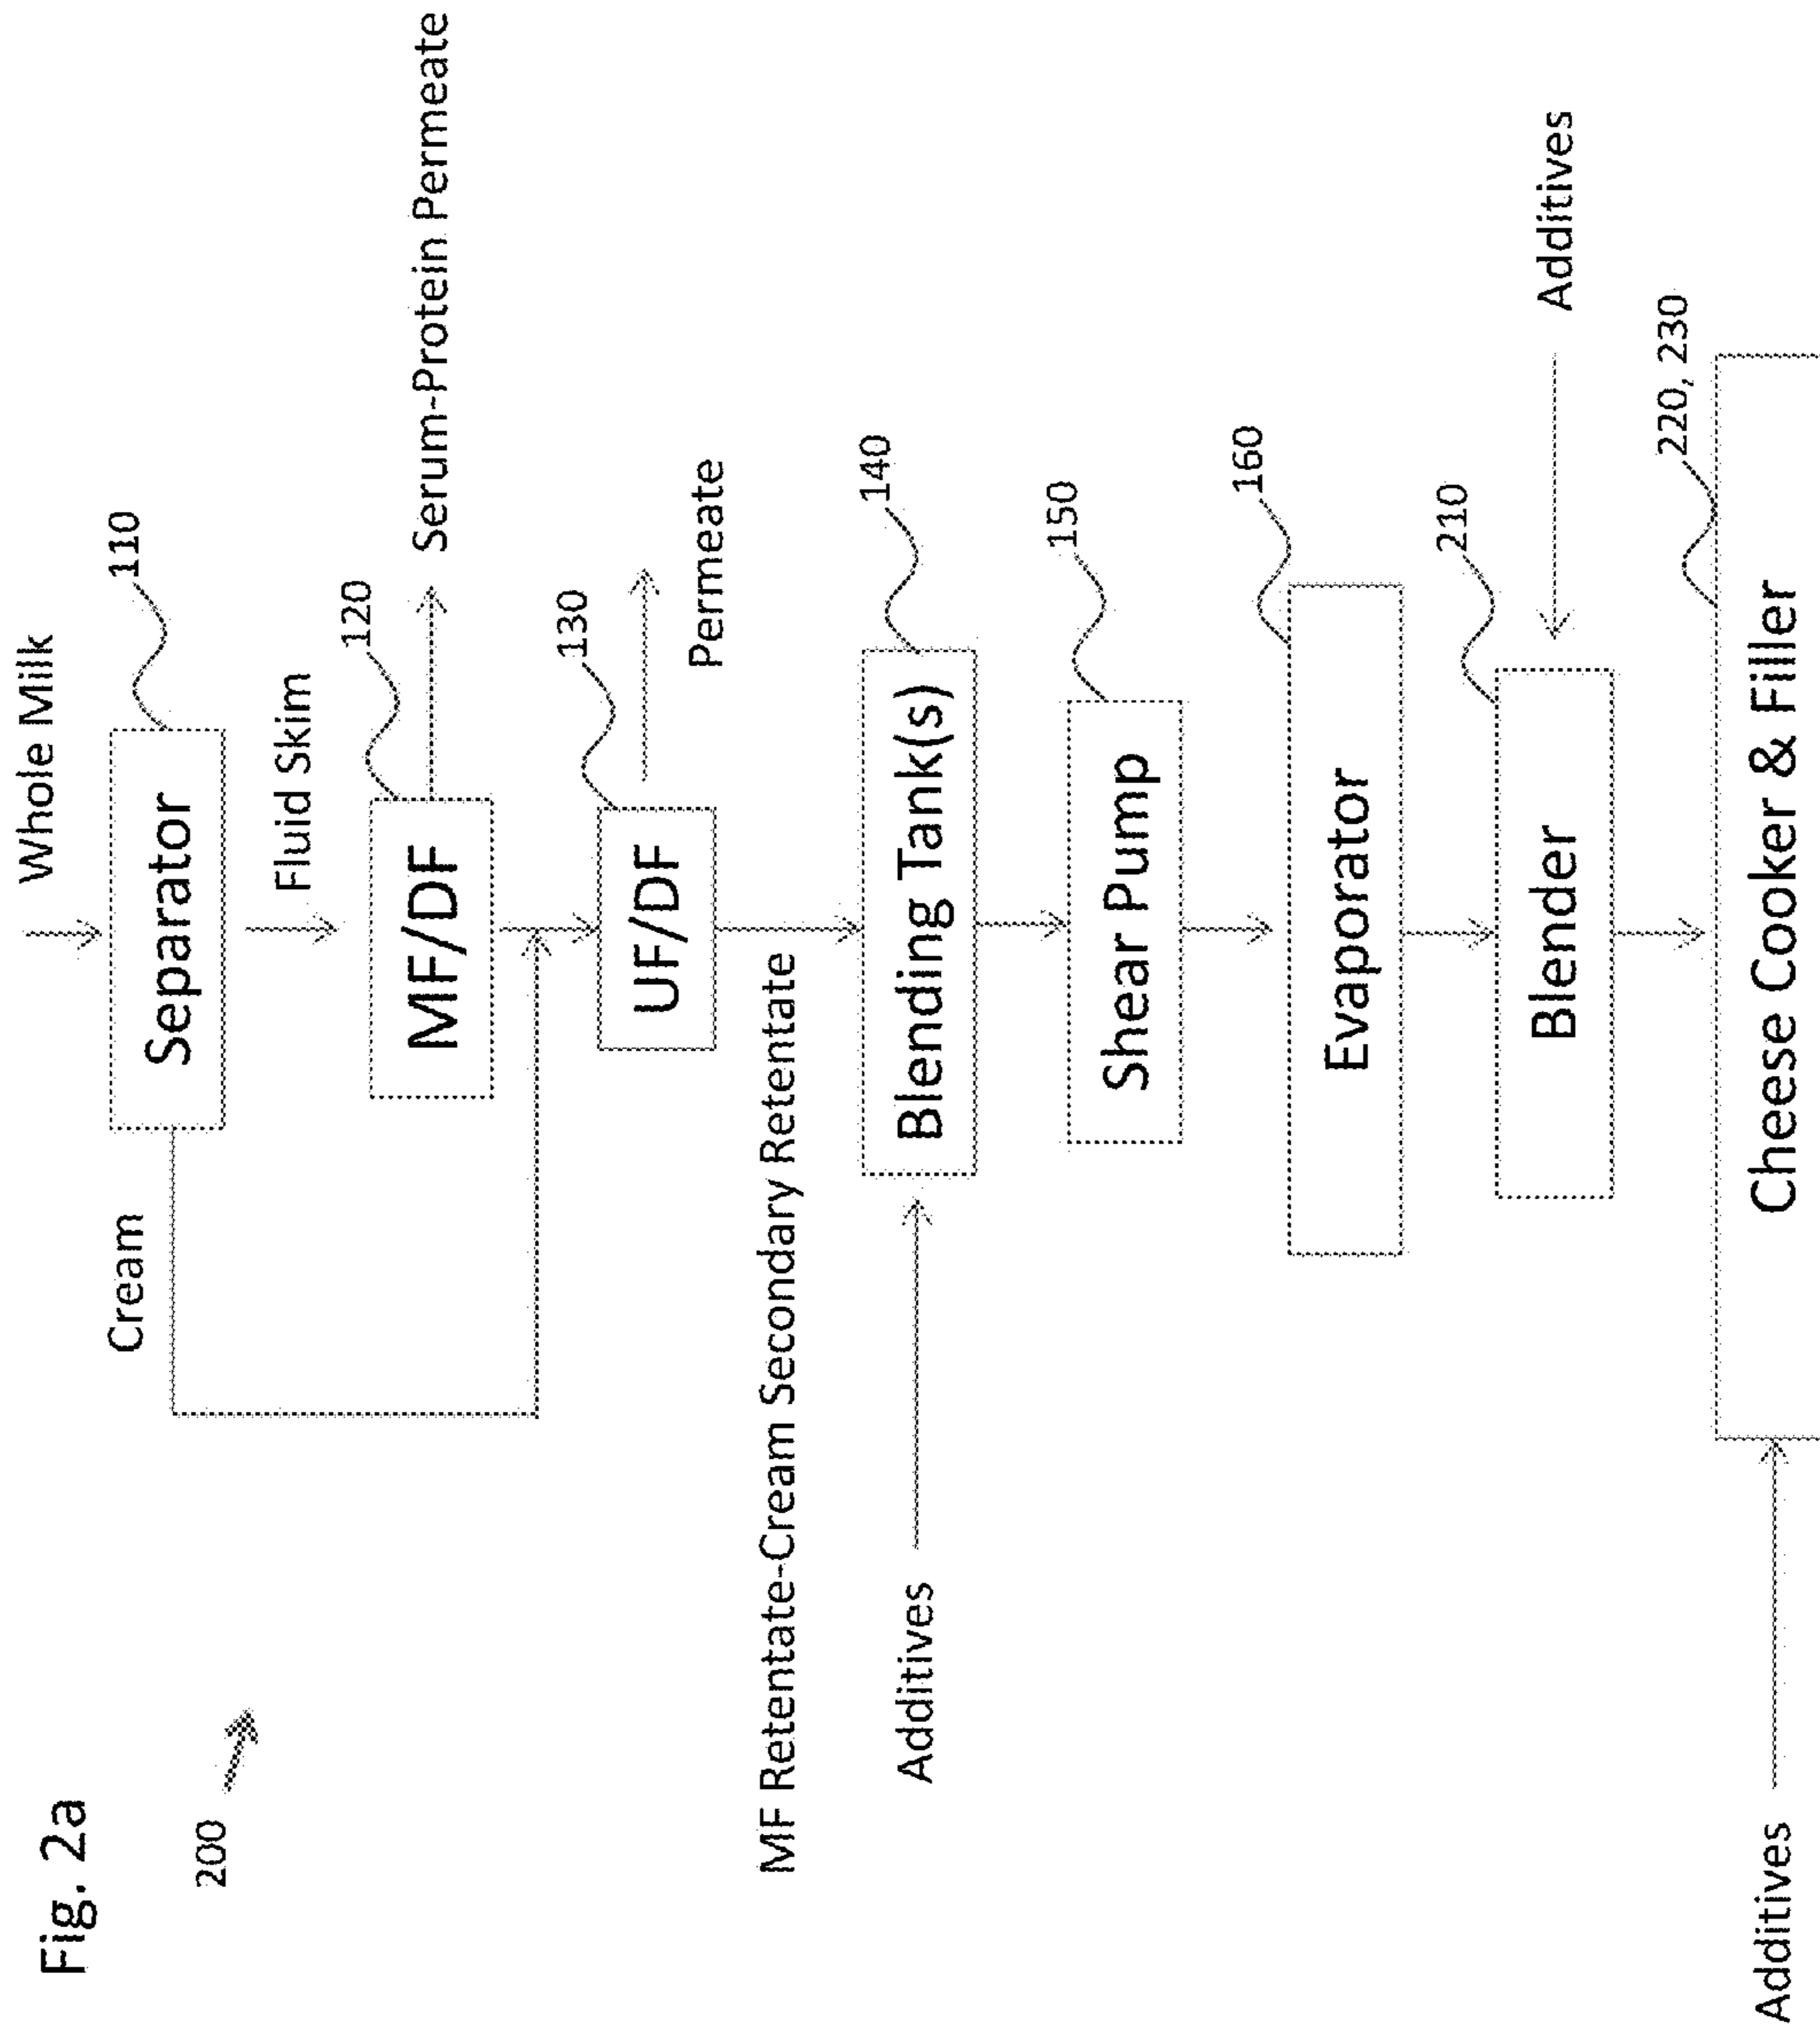 Fig. 2a
200
Whole Milk
Separator
110
Cream
Fluid Skim
MF/DF
120
Serum-Protein Permeate
UF/DF
130
Permeate
MF Retentate-Cream Secondary Retentate
Additives
Blending Tank(s)
140
Shear Pump
150
Evaporator
160
Blender
210
Additives
Additives
Cheese Cooker & Filler
220, 230